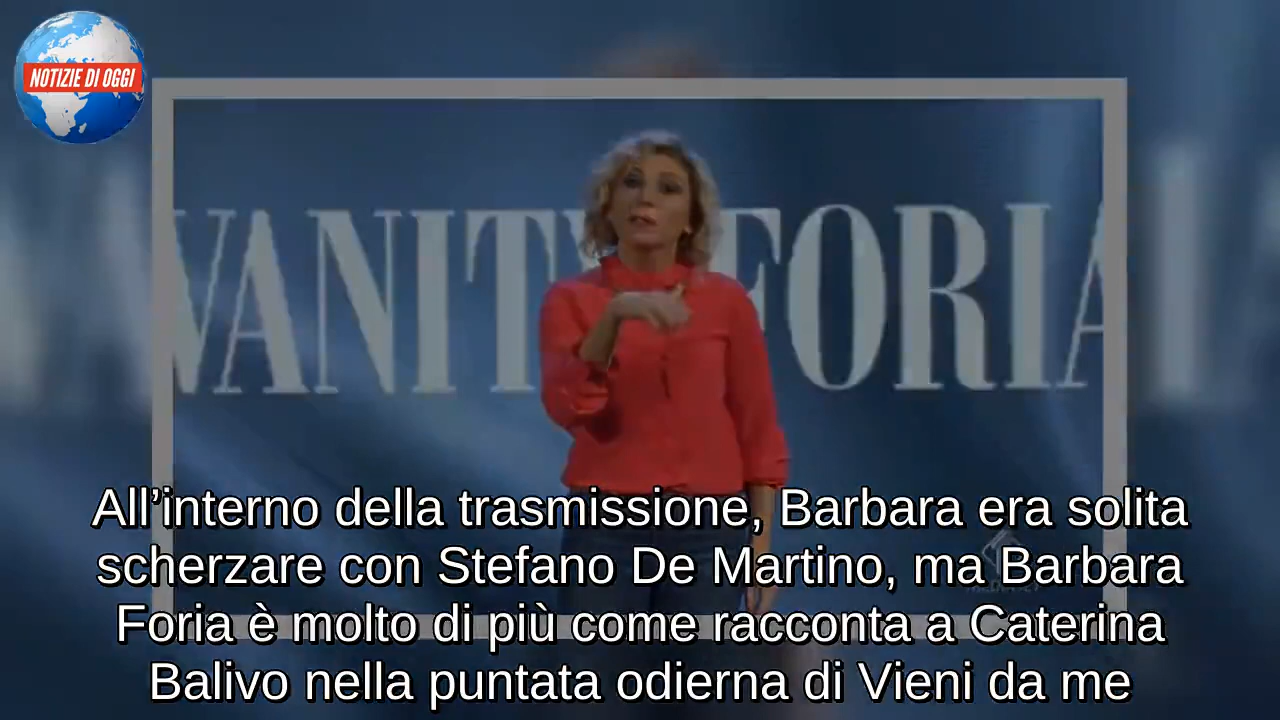 NOTIZIE DI OGGI
VANITY FORIA
All’interno della trasmissione, Barbara era solita
scherzare con Stefano De Martino, ma Barbara
Foria è molto di più come racconta a Caterina
Balivo nella puntata odierna di Vieni da me